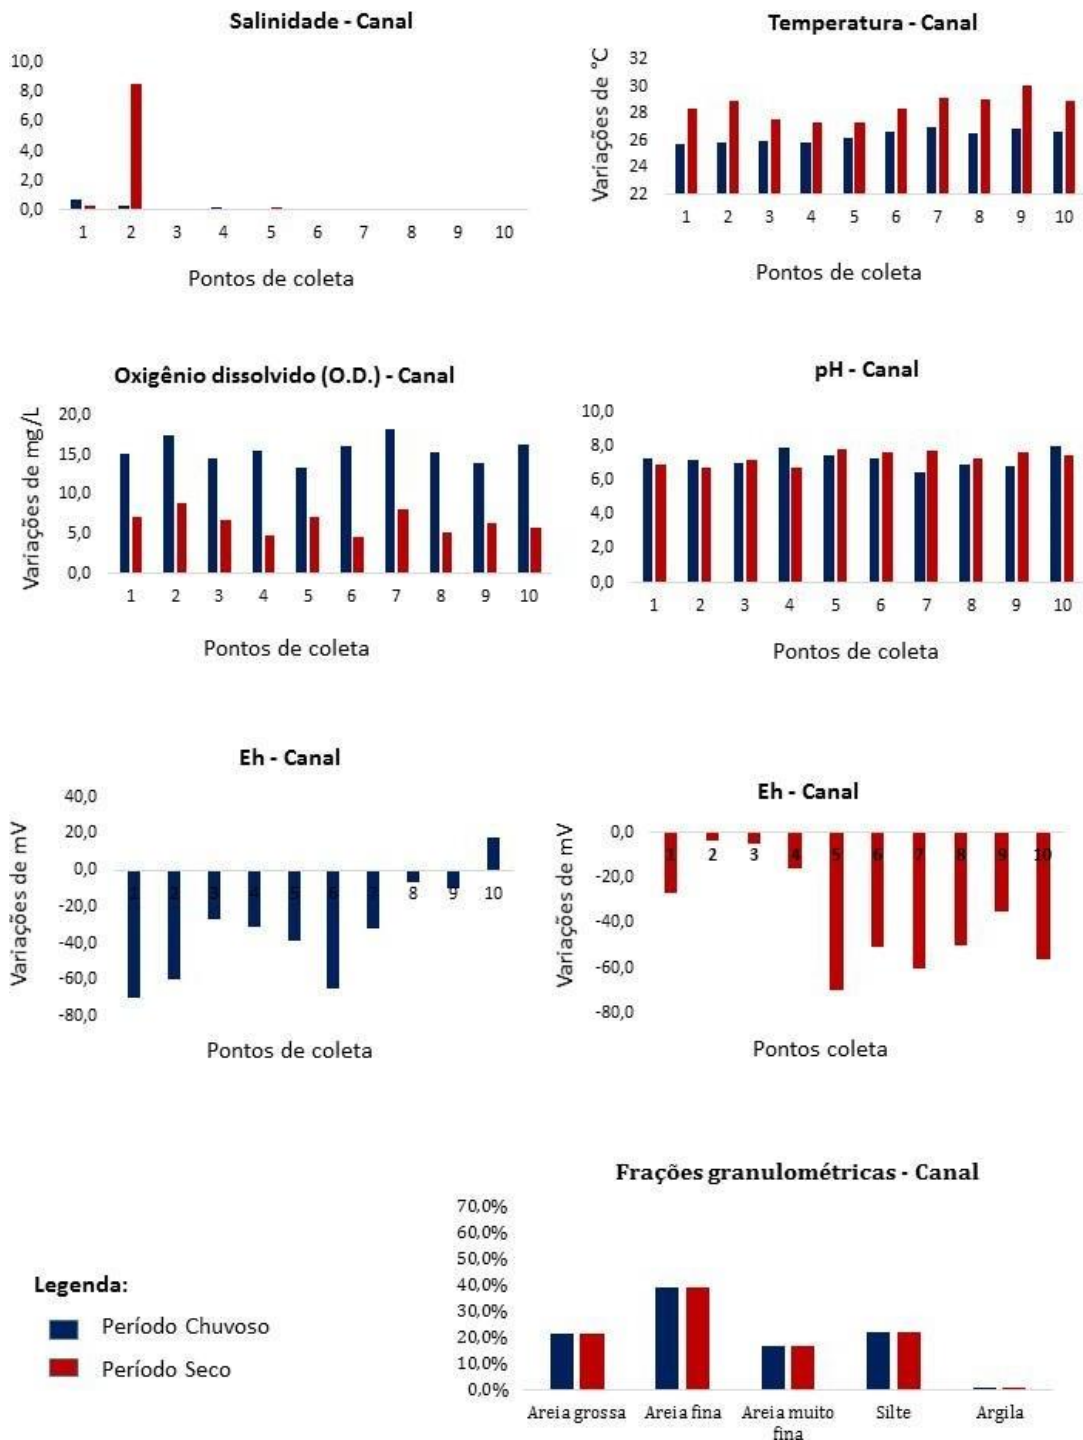 Salinidade - Canal
10,0
8,0
6,0
4,0
2,0
0,0
1 2 3 4 5 6 7 8 9 10
Pontos de coleta
Temperatura - Canal
Variações de °C
32
30
28
26
24
22
1 2 3 4 5 6 7 8 9 10
Pontos de coleta
Oxigênio dissolvido (O.D.) - Canal
Variações de mg/L
20,0
15,0
10,0
5,0
0,0
1 2 3 4 5 6 7 8 9 10
Pontos de coleta
pH - Canal
10,0
8,0
6,0
4,0
2,0
0,0
1 2 3 4 5 6 7 8 9 10
Pontos de coleta
Eh - Canal
Variações de mV
40,0
20,0
0,0
-20,0
-40,0
-60,0
-80,0
1 2 3 4 5 6 7 8 9 10
Pontos de coleta
Eh - Canal
Variações de mV
0,0
-20,0
-40,0
-60,0
-80,0
1 2 3 4 5 6 7 8 9 10
Pontos coleta
Frações granulométricas - Canal
70,0%
60,0%
50,0%
40,0%
30,0%
20,0%
10,0%
0,0%
Areia grossa Areia fina Areia muito Silte Argila
fina
Legenda:
Período Chuvoso
Período Seco